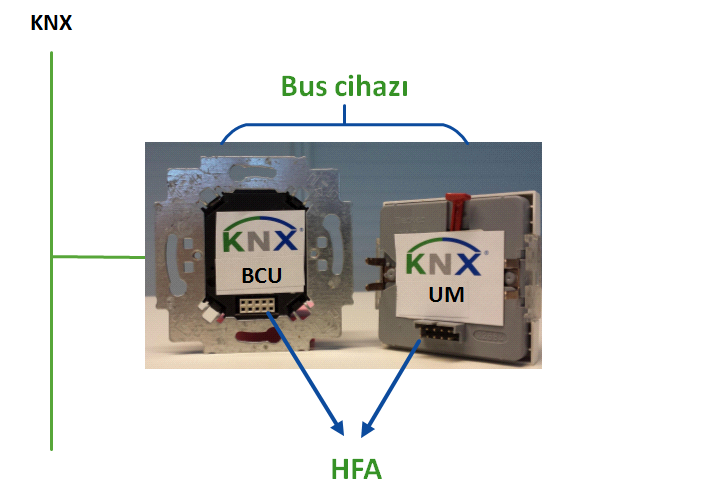 KNX
Bus cihazı
KNX®
BCU
KNX®
UM
HFA